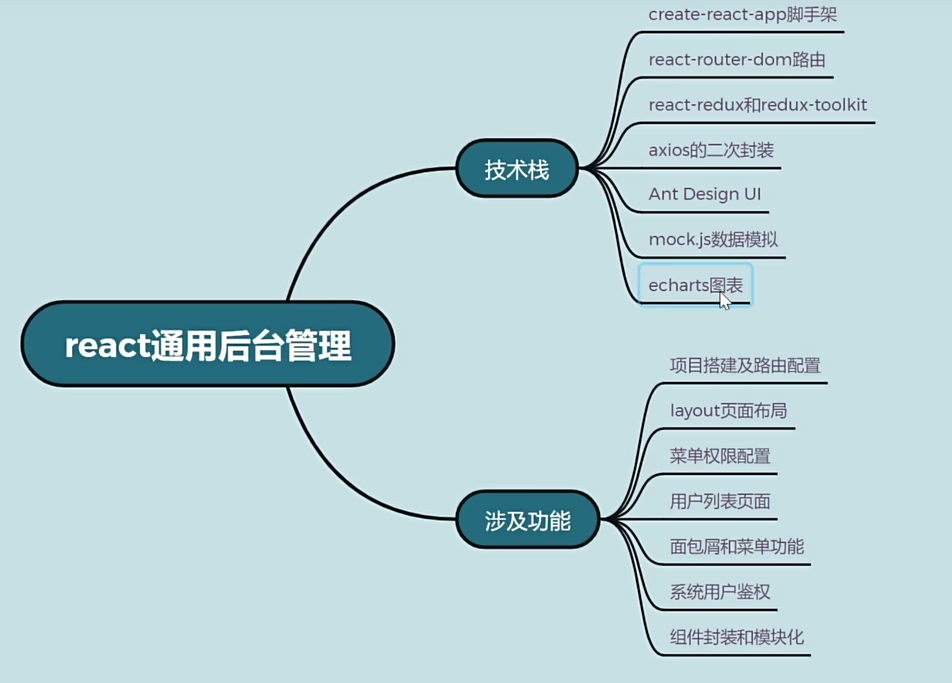 react通用后台管理
技术栈
create-react-app脚手架
react-router-dom路由
react-redux和redux-toolkit
axios的二次封装
Ant Design UI
mock.js数据模拟
echarts图表
涉及功能
项目搭建及路由配置
layout页面布局
菜单权限配置
用户列表页面
面包屑和菜单功能
系统用户鉴权
组件封装和模块化